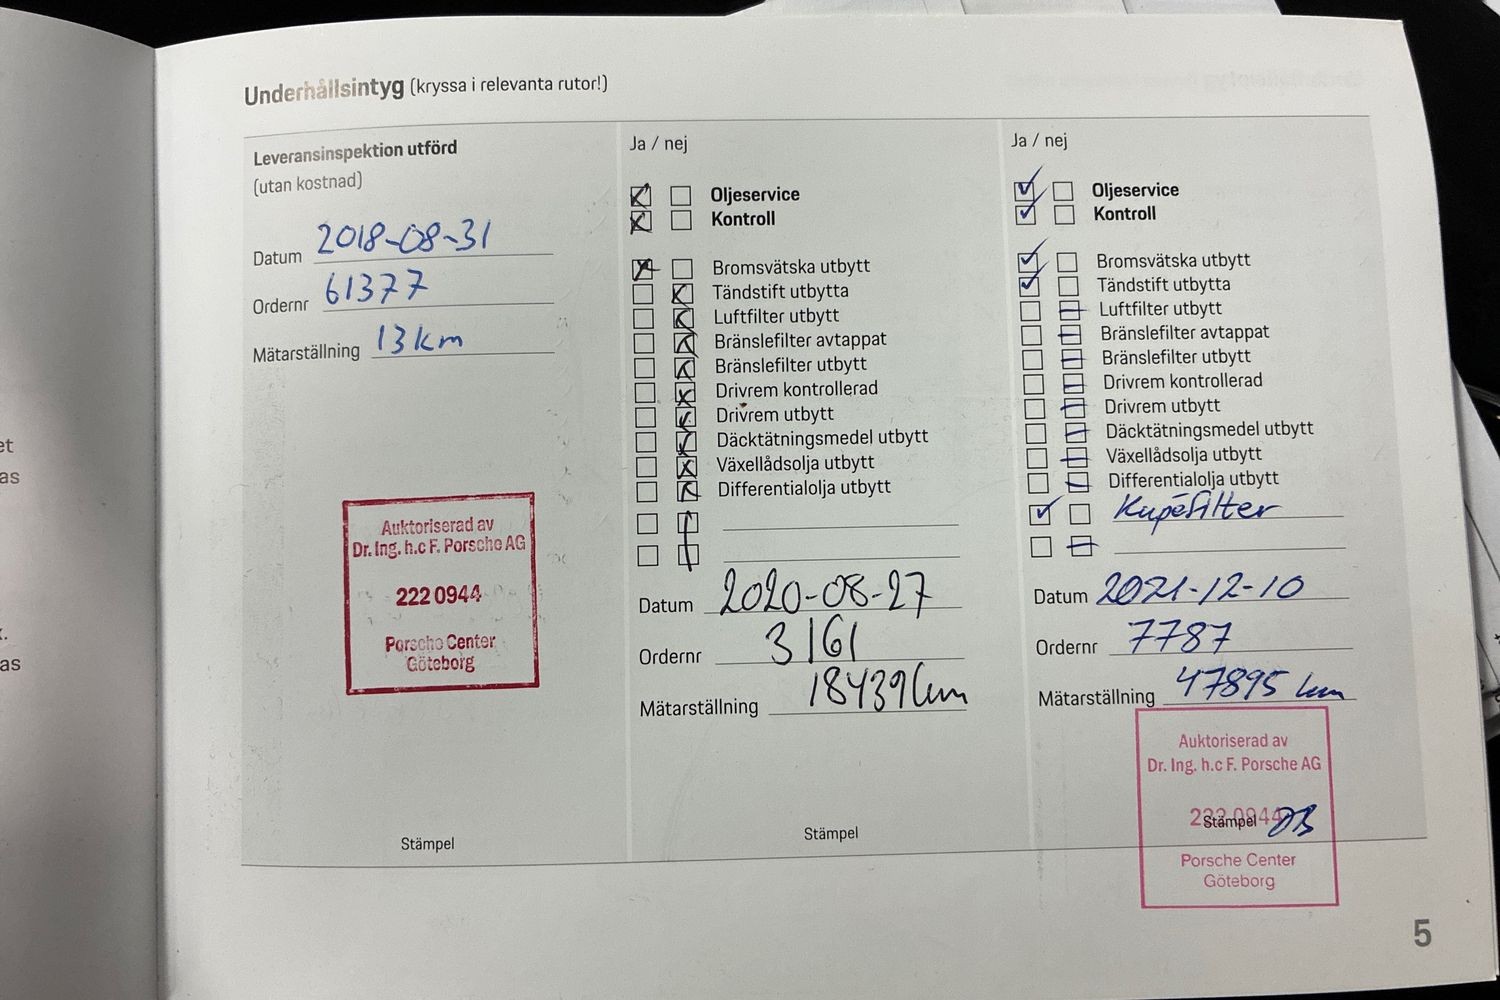 et
as
as
Underhållsintyg (kryssa i relevanta rutor!)
Leveransinspektion utförd
(utan kostnad)
Datum 2018-08-31
Ordernr 61377
Mätarställning 13 km
Auktoriserad av
Dr. Ing. h.c F. Porsche AG
222 0944
Porsche Center
Göteborg
Stämpel
Ja / nej
Oljeservice
Kontroll
Bromsvätska utbytt
Tändstift utbytta
Luftfilter utbytt
Bränslefilter avtappat
Bränslefilter utbytt
Drivrem kontrollerad
Drivrem utbytt
Däcktätningsmedel utbytt
Växellådsolja utbytt
Differentialolja utbytt
Datum 2020-08-27
Ordernr 3161
Mätarställning 18439 km
Stämpel
Ja / nej
Oljeservice
Kontroll
Bromsvätska utbytt
Tändstift utbytta
Luftfilter utbytt
Bränslefilter avtappat
Bränslefilter utbytt
Drivrem kontrollerad
Drivrem utbytt
Däcktätningsmedel utbytt
Växellådsolja utbytt
Differentialolja utbytt
Kupéfilter
Datum 2021-12-10
Ordernr 7787
Mätarställning 47895 km
Auktoriserad av
Dr. Ing. h.c F. Porsche AG
222 0944
Stämpel
Porsche Center
Göteborg
5